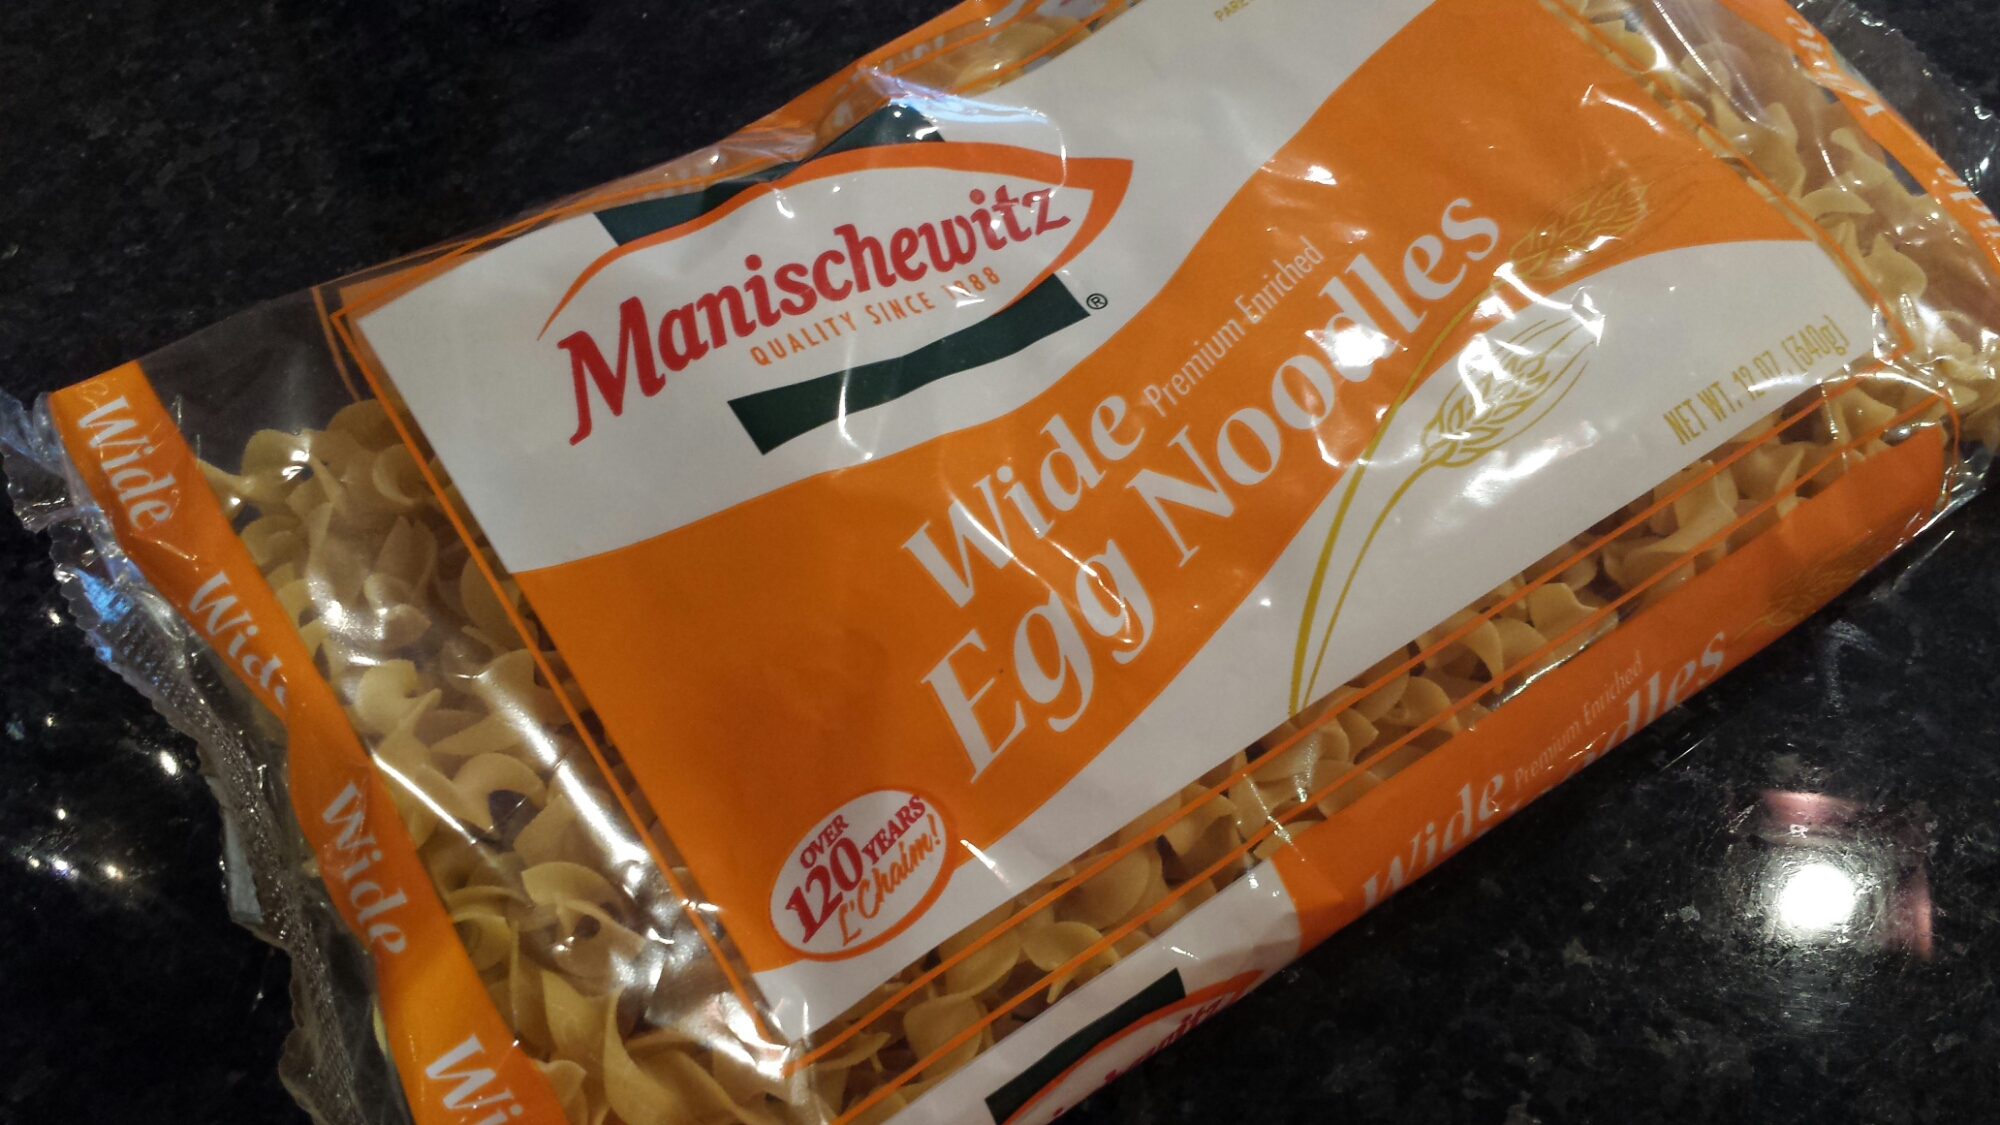 Manischewitz
QUALITY SINCE 1888
®
Wide Premium Enriched
Egg Noodles
NET WT. 12 OZ. (340g)
OVER
120 YEARS
L'Chaim!
Wide
Wide
Wide
Wide Premium Enriched